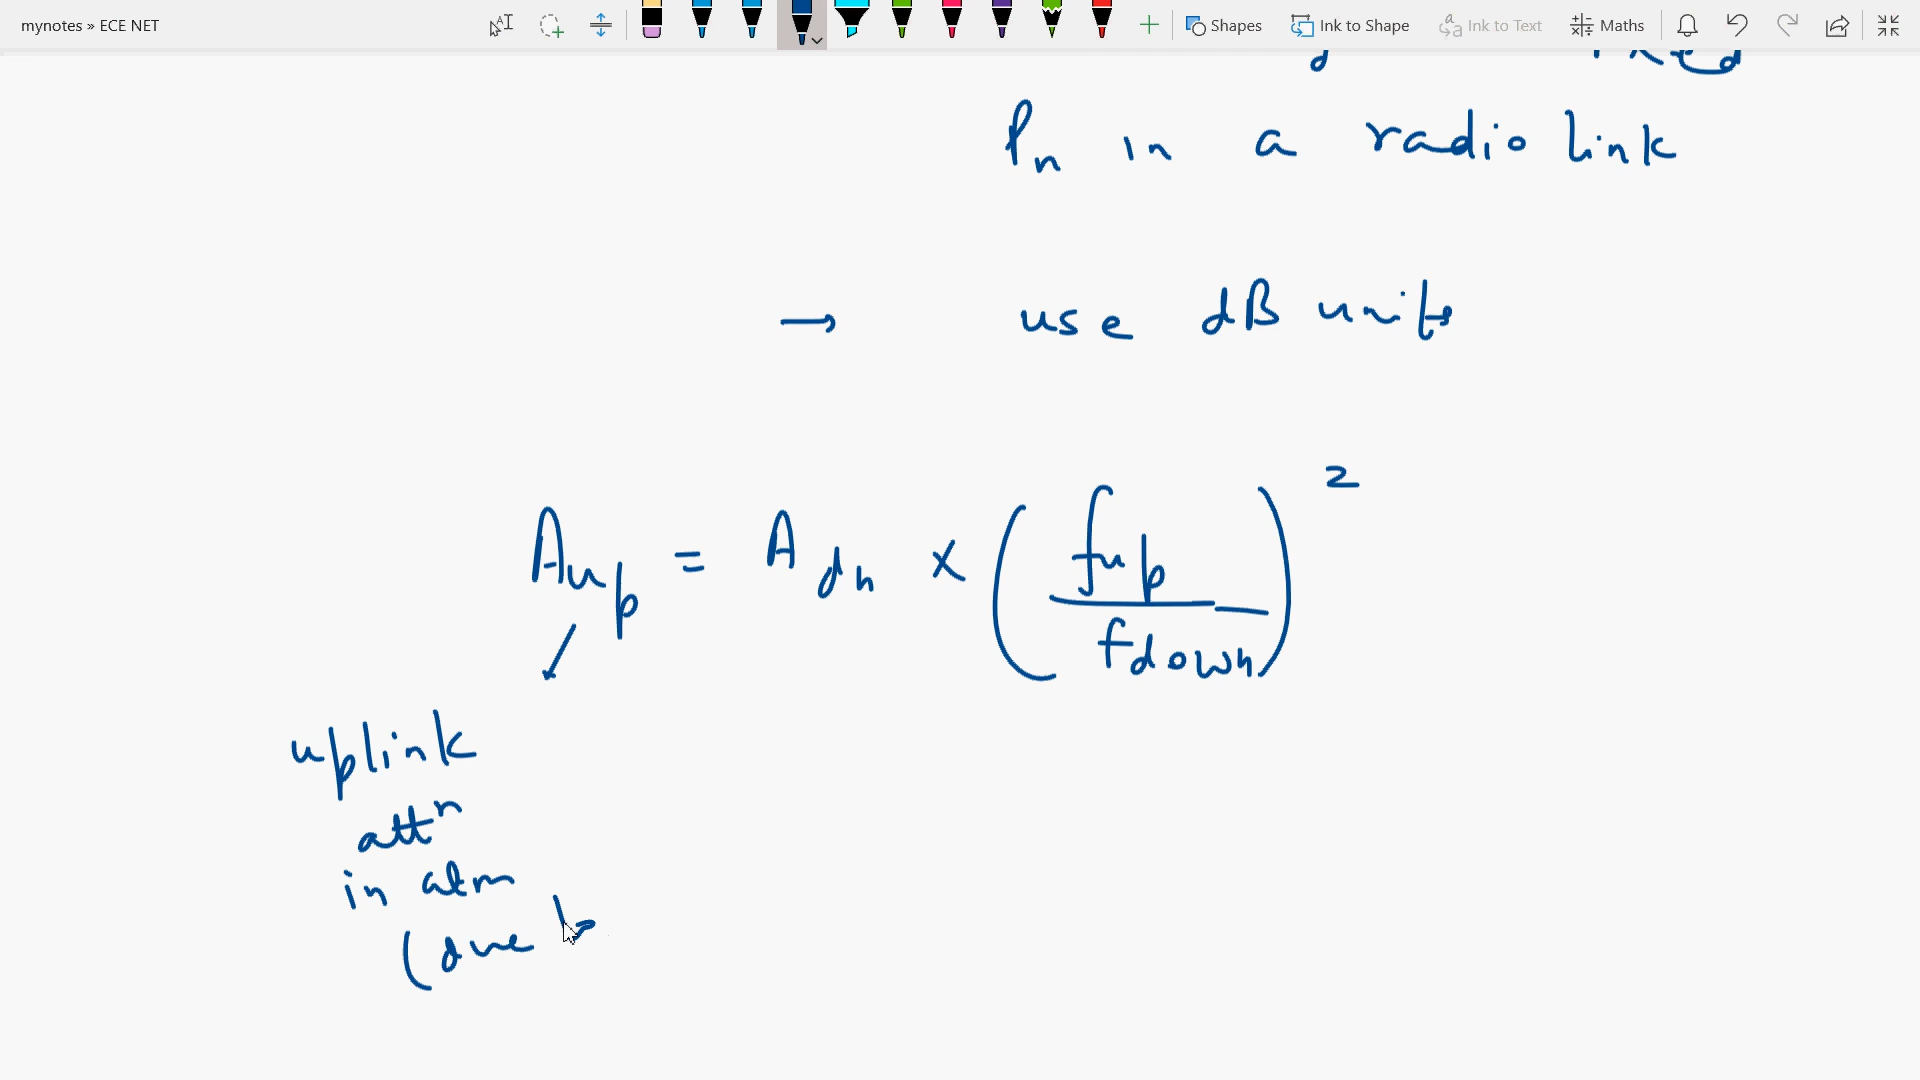 mynotes » ECE NET
Shapes
Ink to Shape
Ink to Text
Maths
Pn in a radio link
→ use dB units
Aup = Adn × (fup / fdown)²
uplink
attⁿ
in atm
(due to